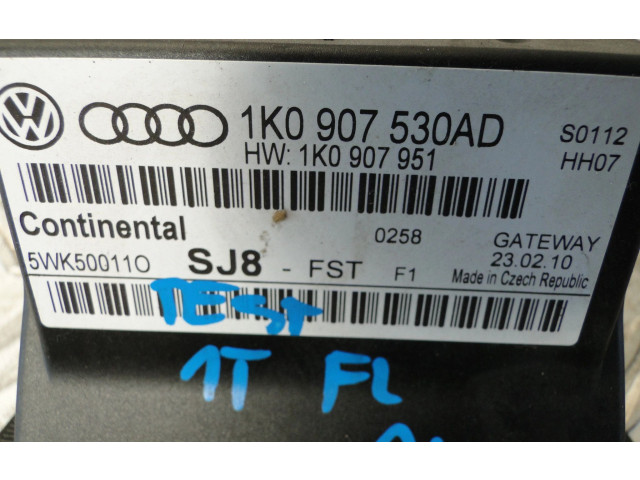 1K0 907 530AD
S0112
HW: 1K0 907 951
HH07
Continental
0258
GATEWAY
5WK50011O
SJ8 - FST F1
23.02.10
Made in Czech Republic
TEST
1T FL